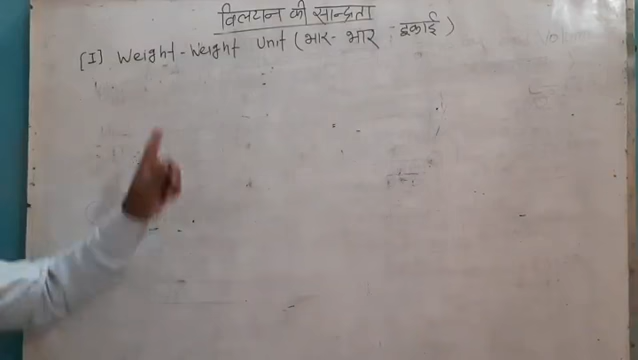 विलयन की सान्द्रता
[I] Weight-Weight Unit (भार-भार इकाई)